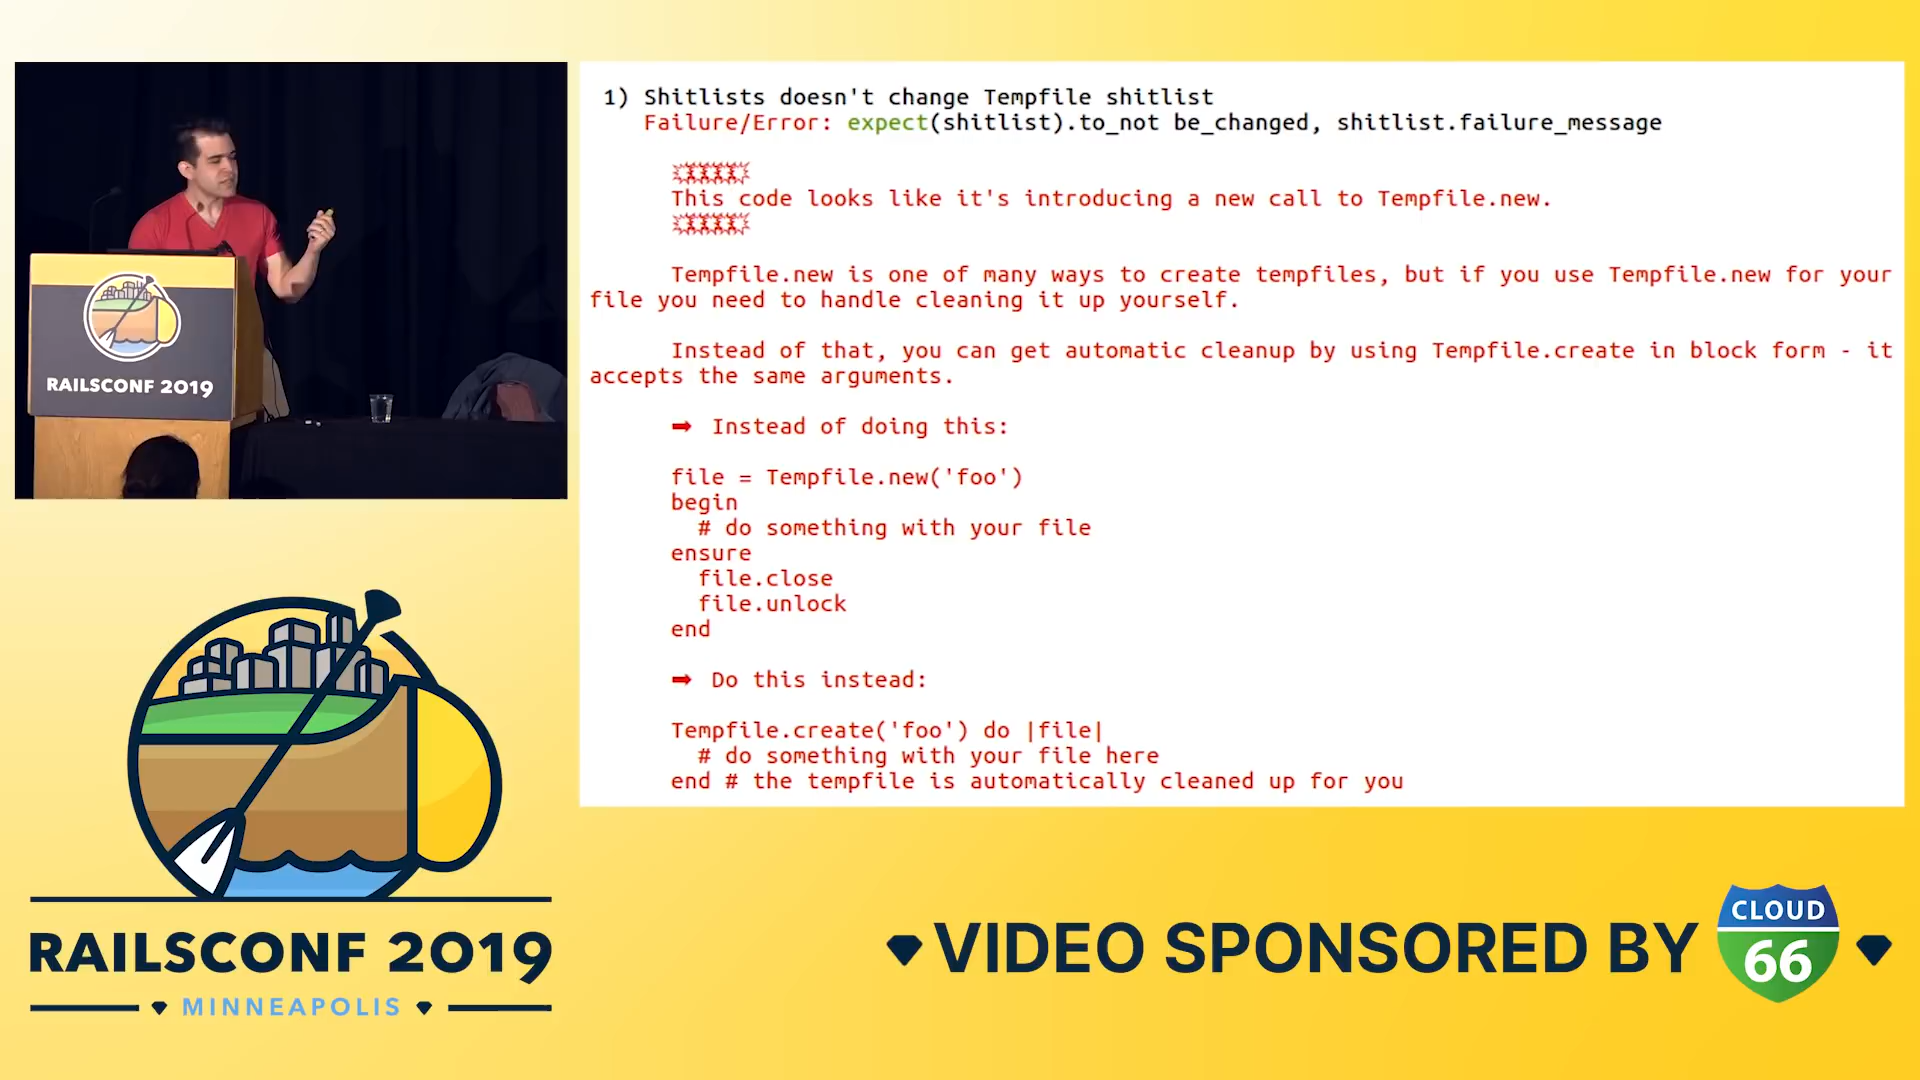 1) Shitlists doesn't change Tempfile shitlist
Failure/Error: expect(shitlist).to_not be_changed, shitlist.failure_message
This code looks like it's introducing a new call to Tempfile.new.
Tempfile.new is one of many ways to create tempfiles, but if you use Tempfile.new for your
file you need to handle cleaning it up yourself.
Instead of that, you can get automatic cleanup by using Tempfile.create in block form - it
accepts the same arguments.
➡ Instead of doing this:
file = Tempfile.new('foo')
begin
# do something with your file
ensure
file.close
file.unlock
end
➡ Do this instead:
Tempfile.create('foo') do |file|
# do something with your file here
end # the tempfile is automatically cleaned up for you
RAILSCONF 2019
RAILSCONF 2019
MINNEAPOLIS
VIDEO SPONSORED BY
CLOUD
66